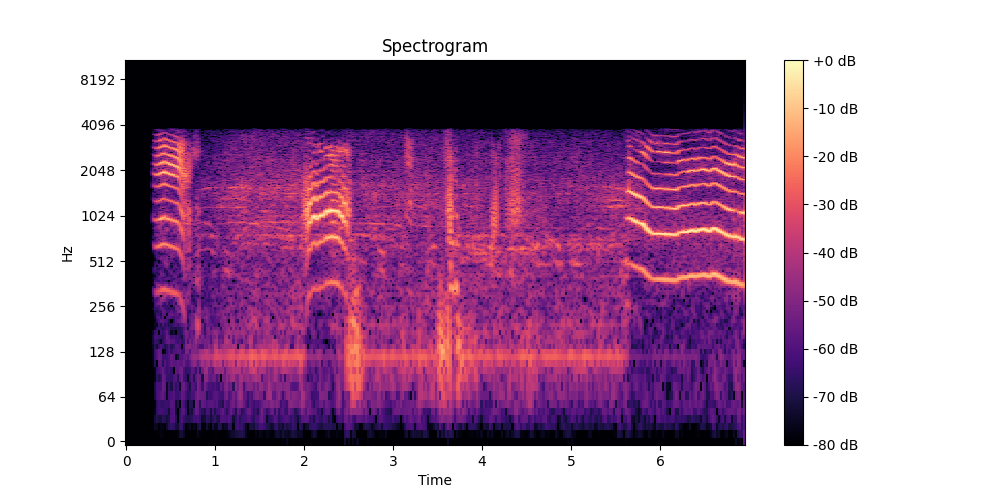 Spectrogram
8192
4096
2048
1024
512
256
128
64
0
Hz
0 1 2 3 4 5 6
Time
+0 dB
-10 dB
-20 dB
-30 dB
-40 dB
-50 dB
-60 dB
-70 dB
-80 dB